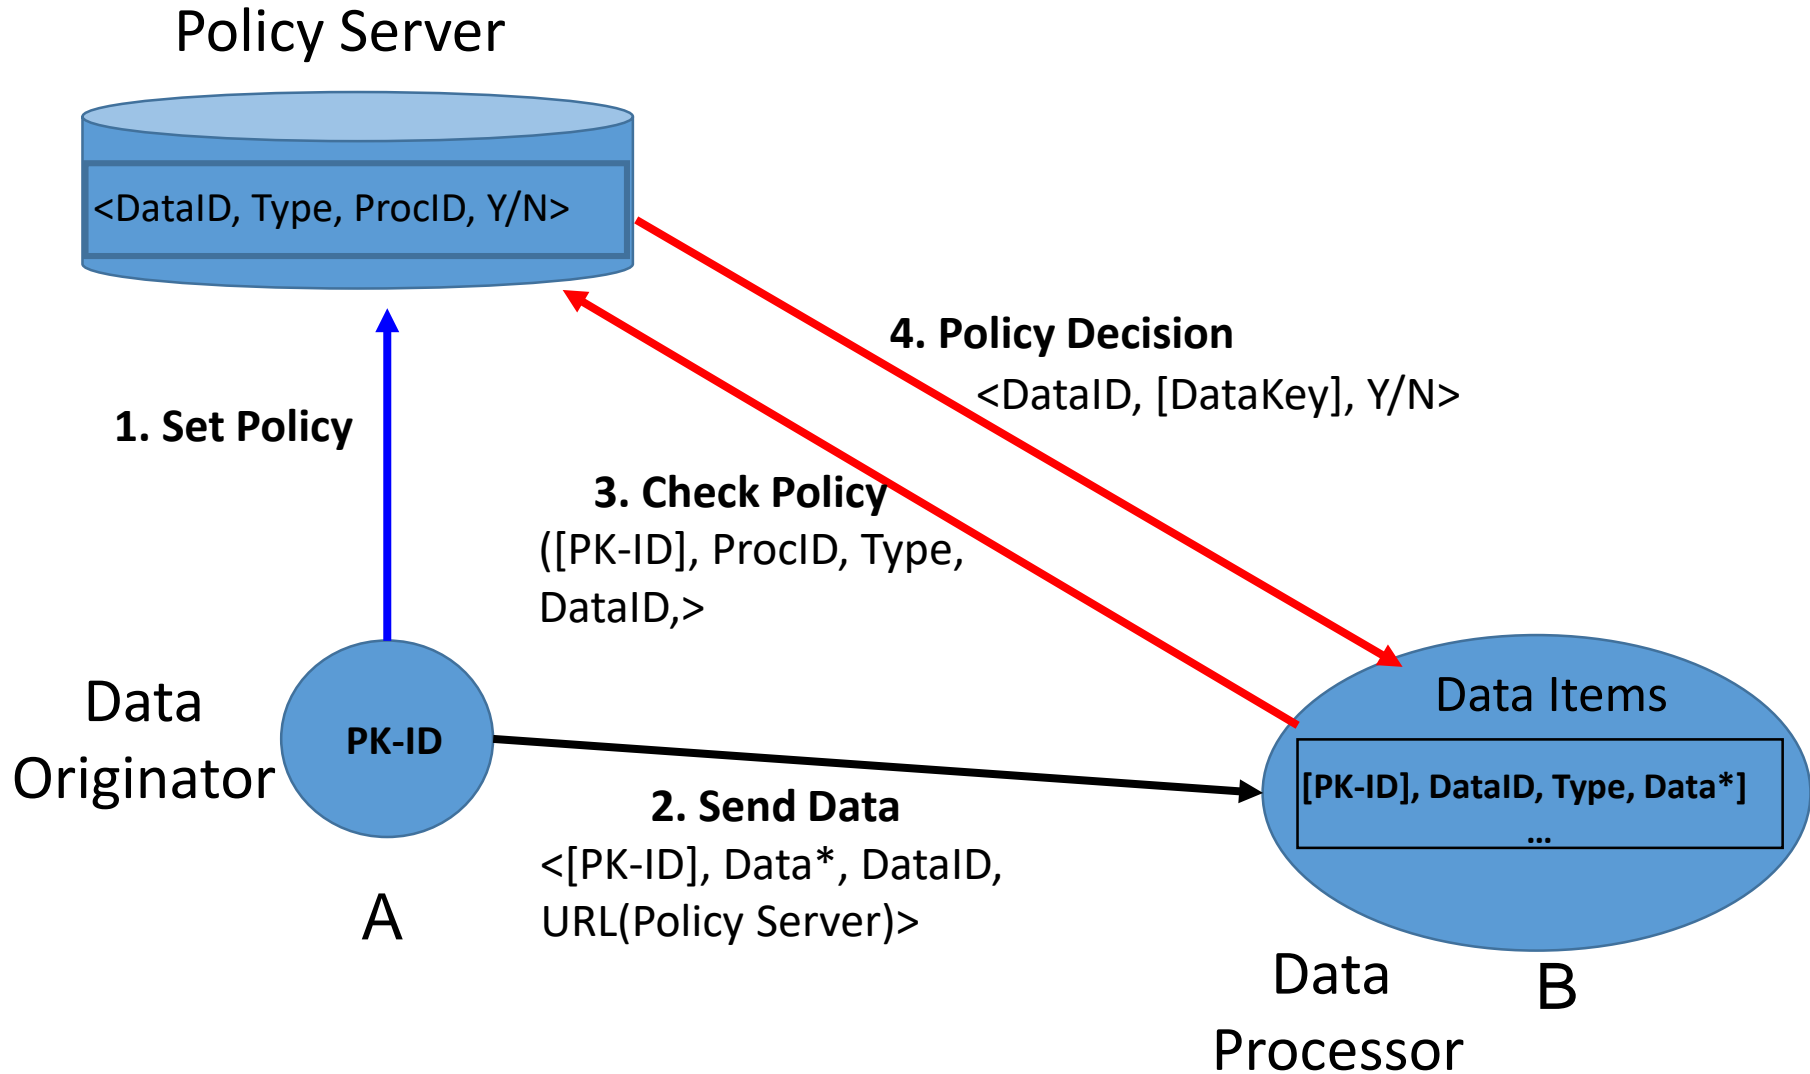 Policy Server
<DataID, Type, ProcID, Y/N>
4. Policy Decision
<DataID, [DataKey], Y/N>
1. Set Policy
3. Check Policy
([PK-ID], ProcID, Type,
DataID,>
Data
Originator
PK-ID
A
2. Send Data
<[PK-ID], Data*, DataID,
URL(Policy Server)>
Data Items
[PK-ID], DataID, Type, Data*]
...
Data
Processor
B